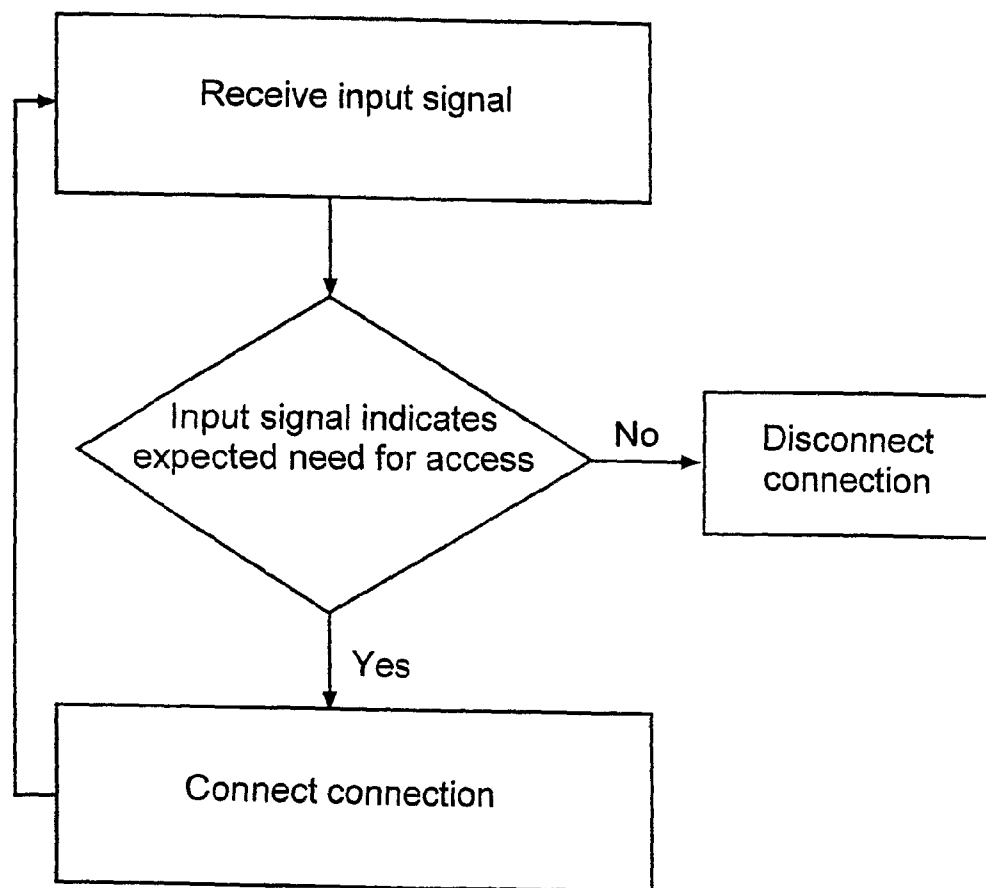 Receive input signal
Input signal indicates
expected need for access
No
Disconnect
connection
Yes
Connect connection